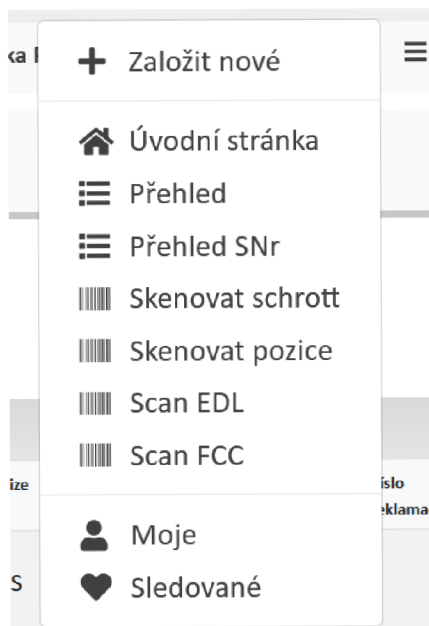 Založit nové
Úvodní stránka
Přehled
Přehled SNr
Skenovat schrott
Skenovat pozice
Scan EDL
Scan FCC
Moje
Sledované
S